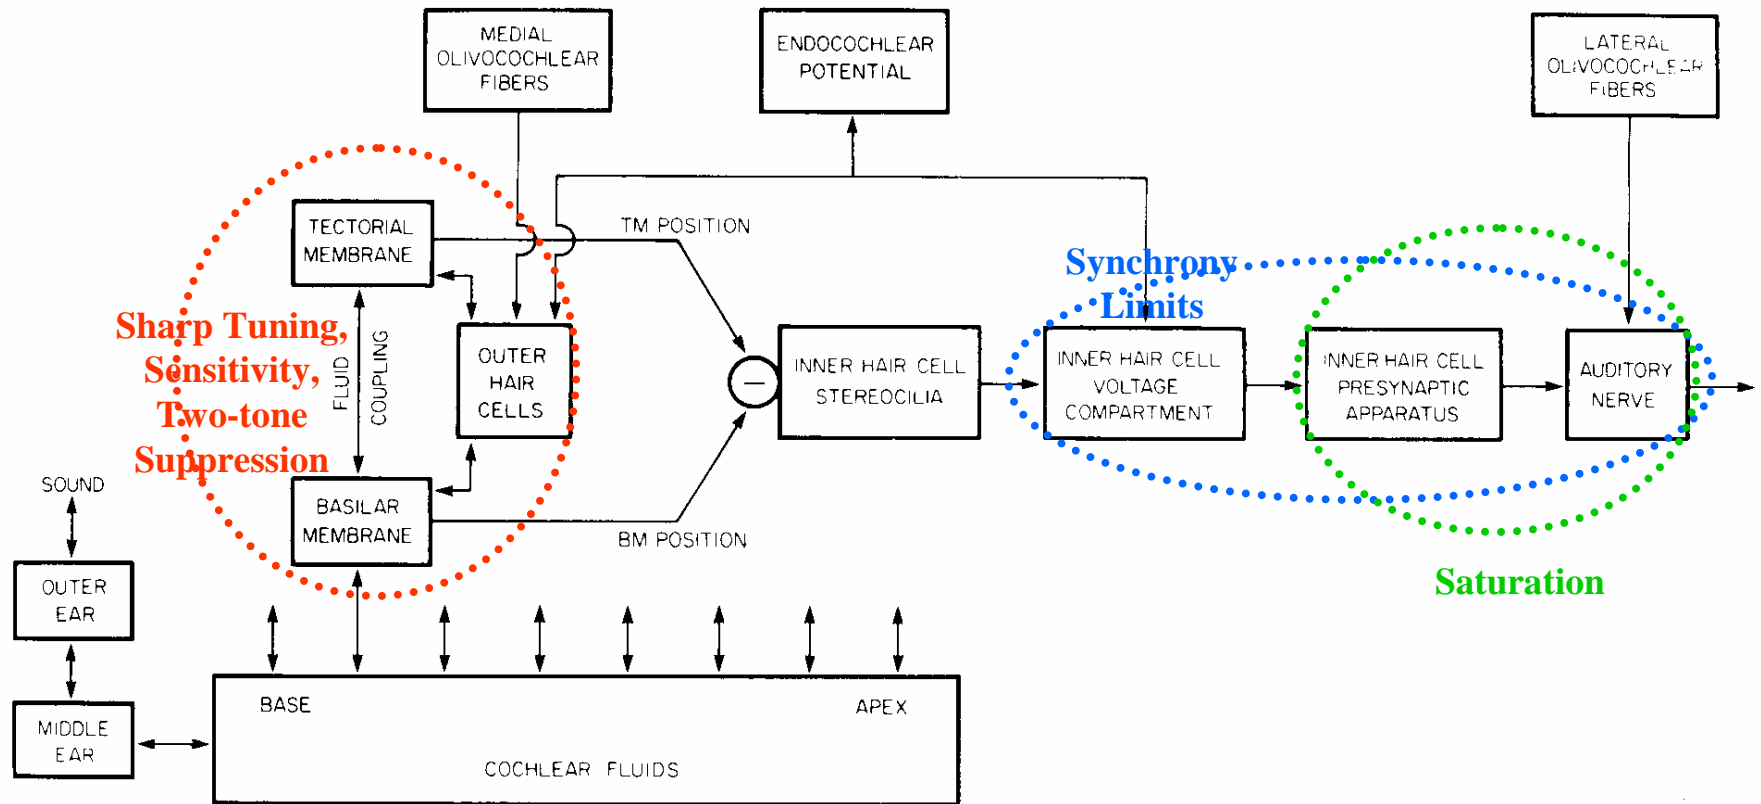 MEDIAL
OLIVOCOCHLEAR
FIBERS
ENDOCOCHLEAR
POTENTIAL
LATERAL
OLIVOCOCHLEAR
FIBERS
TECTORIAL
MEMBRANE
TM POSITION
Synchrony
Limits
Sharp Tuning,
Sensitivity,
Two-tone
Suppression
FLUID
COUPLING
OUTER
HAIR
CELLS
INNER HAIR CELL
STEREOCILIA
INNER HAIR CELL
VOLTAGE
COMPARTMENT
INNER HAIR CELL
PRESYNAPTIC
APPARATUS
AUDITORY
NERVE
SOUND
BASILAR
MEMBRANE
BM POSITION
Saturation
OUTER
EAR
MIDDLE
EAR
BASE
APEX
COCHLEAR FLUIDS